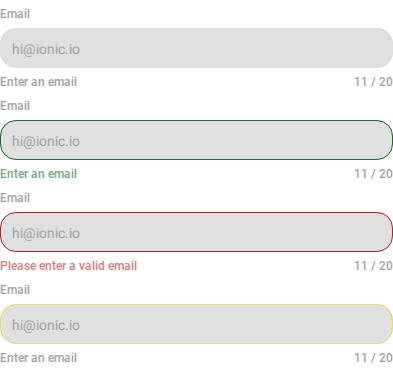 Email
hi@ionic.io
Enter an email 11 / 20
Email
hi@ionic.io
Enter an email 11 / 20
Email
hi@ionic.io
Please enter a valid email 11 / 20
Email
hi@ionic.io
Enter an email 11 / 20